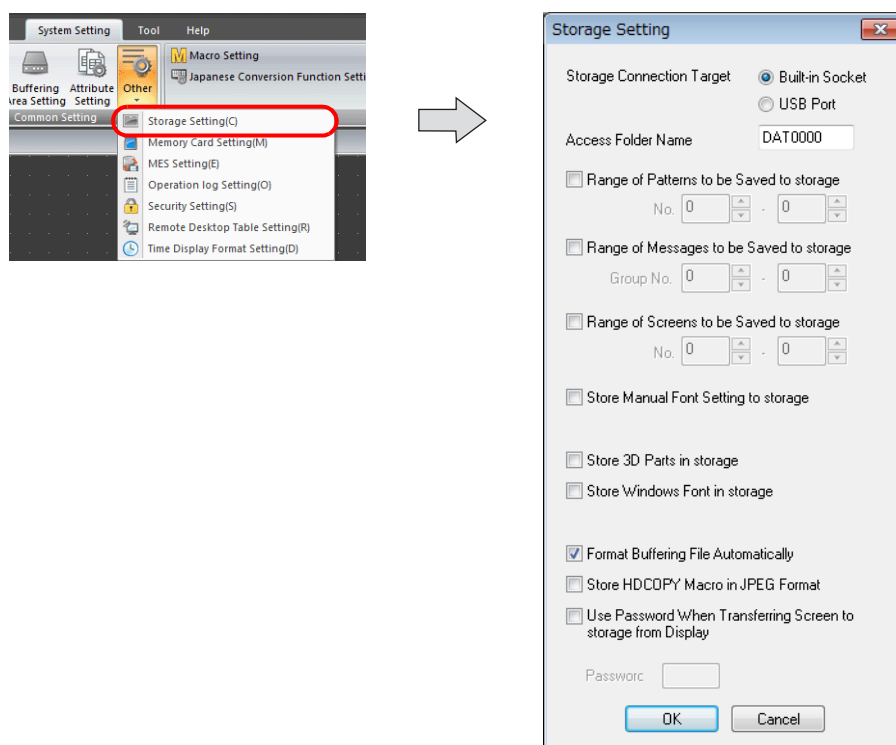 System Setting Tool Help
Macro Setting
Japanese Conversion Function Setti
Buffering Attribute Other
rea Setting Setting
Common Setting
Storage Setting(C)
Memory Card Setting(M)
MES Setting(E)
Operation log Setting(O)
Security Setting(S)
Remote Desktop Table Setting(R)
Time Display Format Setting(D)
Storage Setting
Storage Connection Target Built-in Socket
USB Port
Access Folder Name DAT0000
Range of Patterns to be Saved to storage
No. 0 - 0
Range of Messages to be Saved to storage
Group No. 0 - 0
Range of Screens to be Saved to storage
No. 0 - 0
Store Manual Font Setting to storage
Store 3D Parts in storage
Store Windows Font in storage
Format Buffering File Automatically
Store HDCOPY Macro in JPEG Format
Use Password When Transferring Screen to
storage from Display
Passworc
OK Cancel